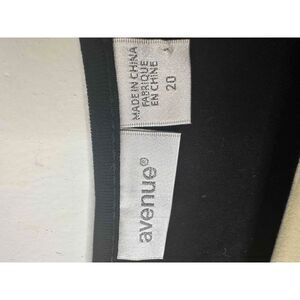 MADE IN CHINA
FABRIQUE
EN CHINE
20
avenue®